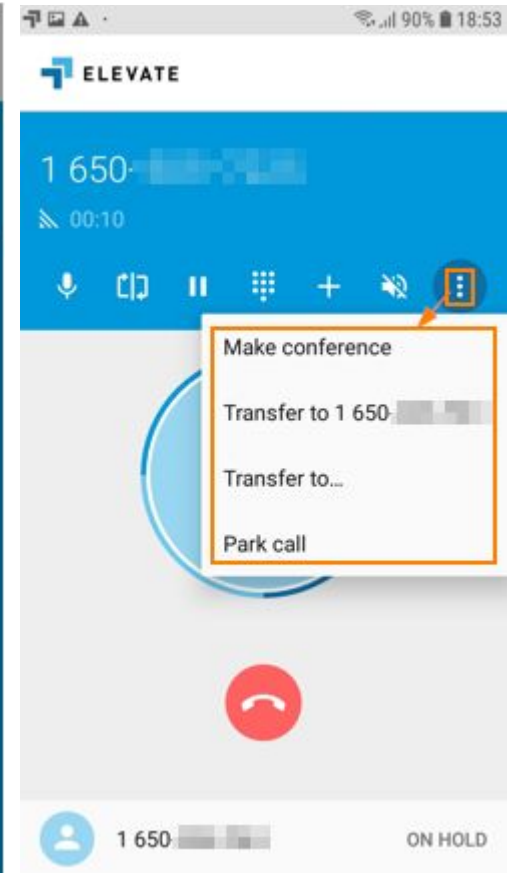 90% 18:53
ELEVATE
1 650-
00:10
Make conference
Transfer to 1 650-
Transfer to...
Park call
1 650-
ON HOLD